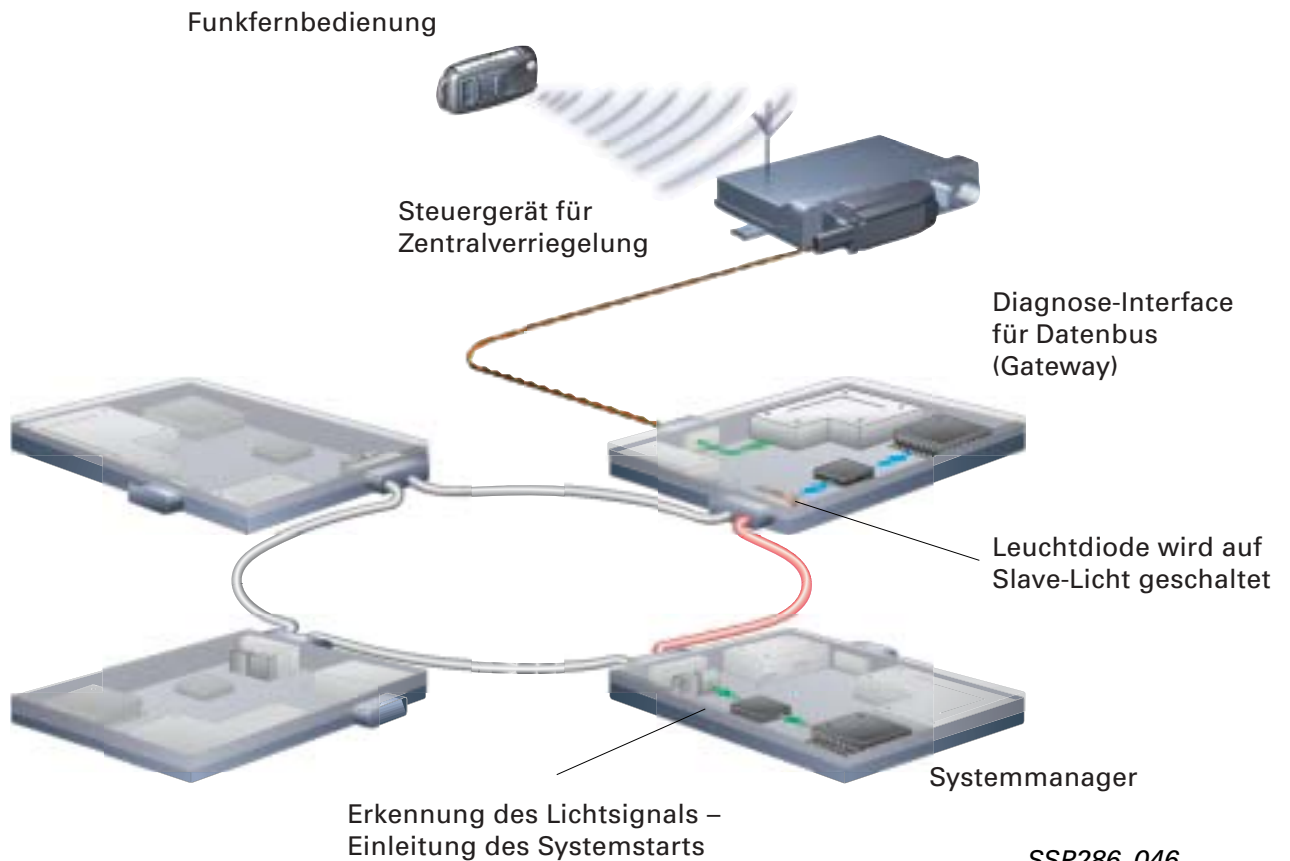 Funkfernbedienung
Steuergerät für
Zentralverriegelung
Diagnose-Interface
für Datenbus
(Gateway)
Leuchtdiode wird auf
Slave-Licht geschaltet
Systemmanager
Erkennung des Lichtsignals –
Einleitung des Systemstarts
SSP286_046